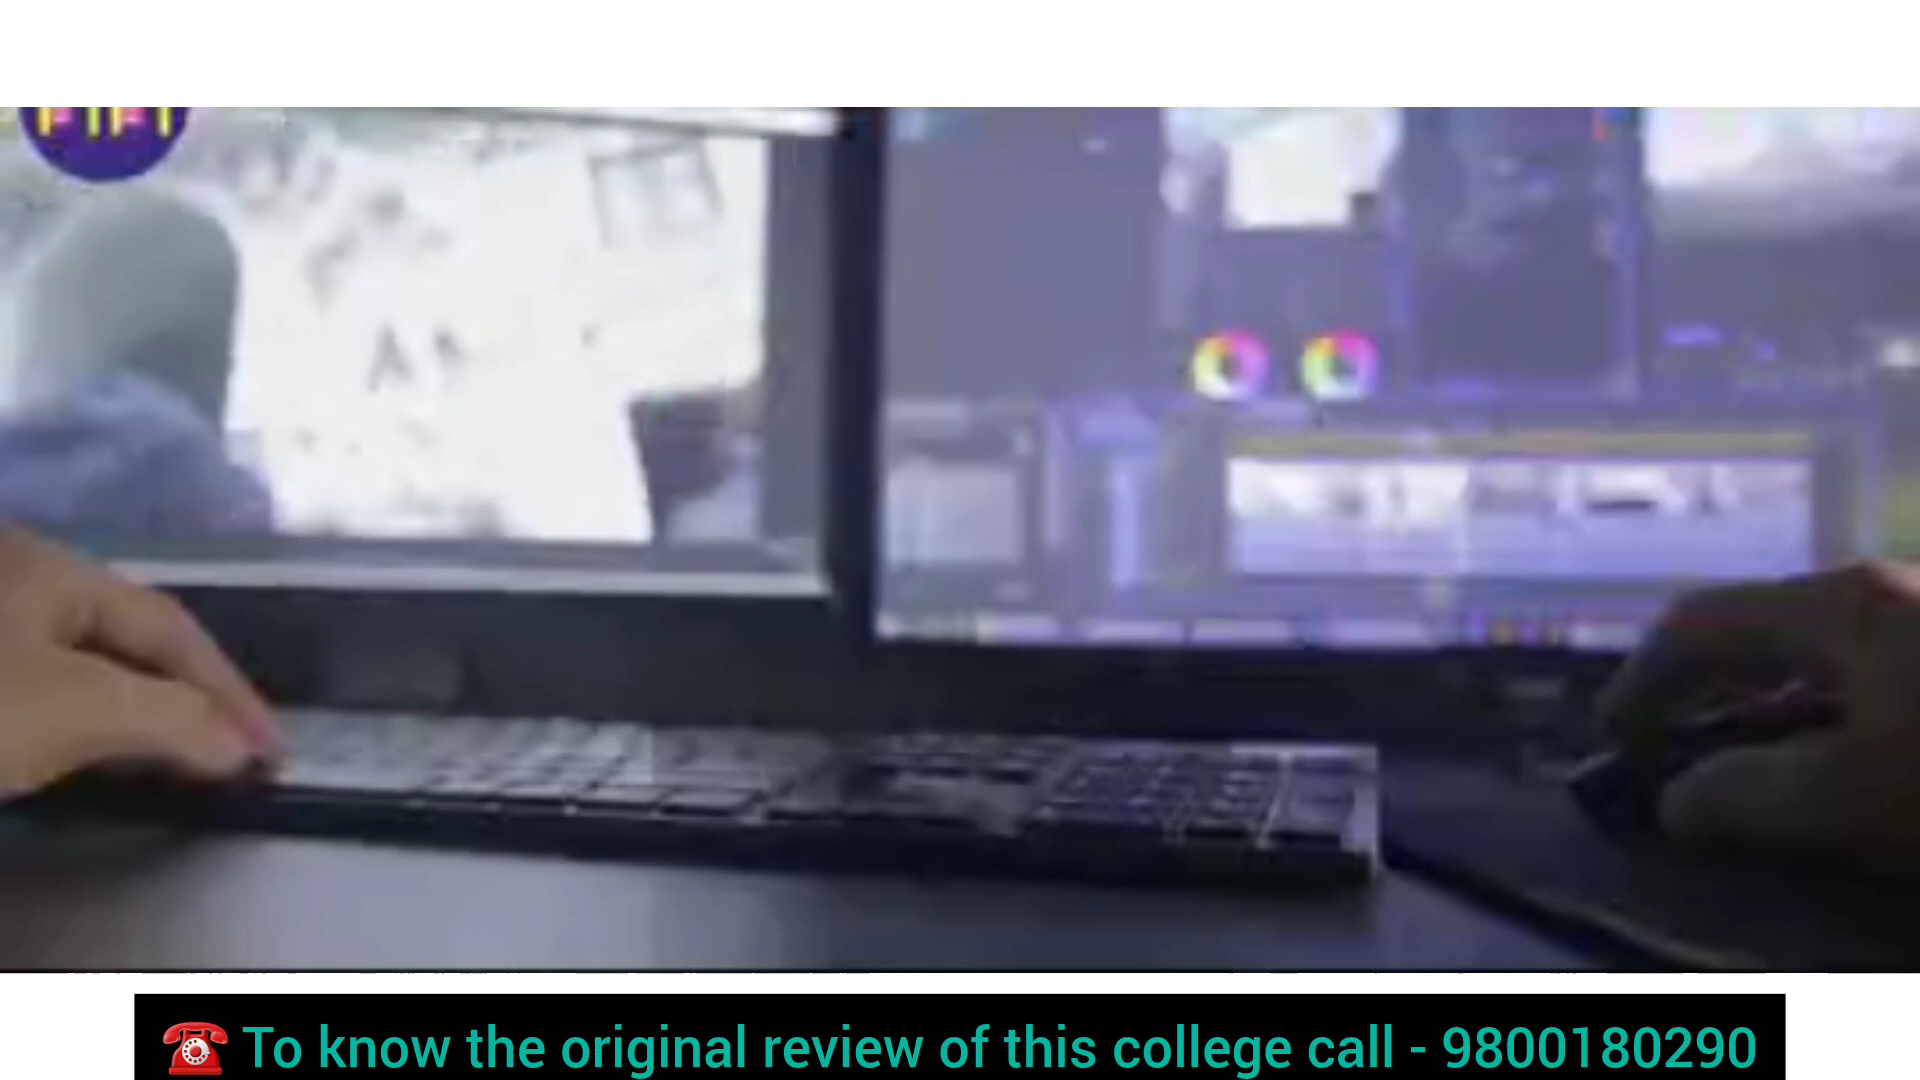 ☎️ To know the original review of this college call - 9800180290